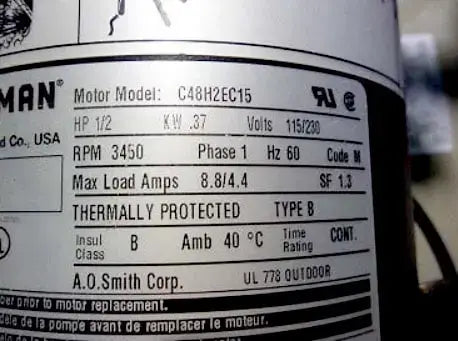 MAN®
Motor Model: C48H2EC15
HP 1/2 KW .37 Volts 115/230
d Co., USA
RPM 3450 Phase 1 Hz 60 Code M
Max Load Amps 8.8/4.4 SF 1.3
THERMALLY PROTECTED TYPE B
Insul Class B Amb 40 °C Time Rating CONT.
A.O.Smith Corp. UL 778 OUTDOOR
ber prior to motor replacement.
dèle de la pompe avant de remplacer le moteur.